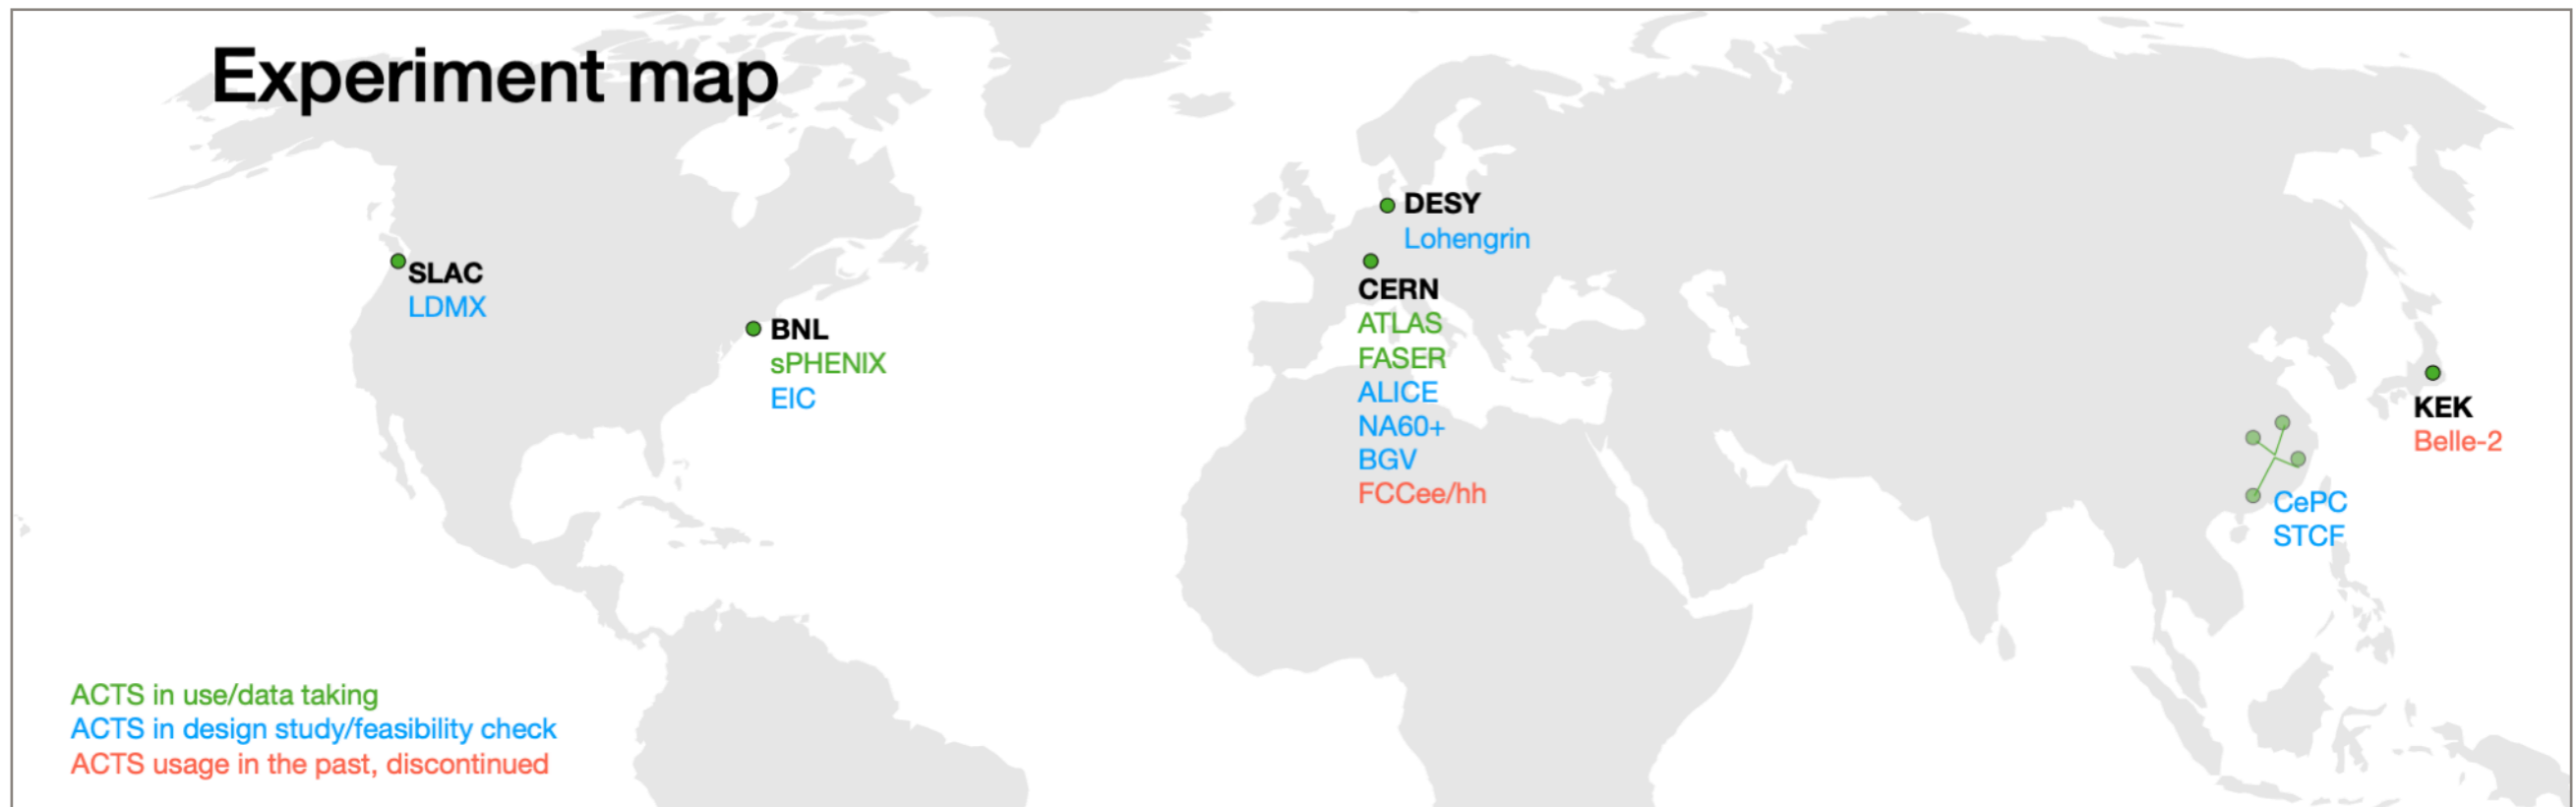 Experiment map
SLAC
LDMX
BNL
sPHENIX
EIC
DESY
Lohengrin
CERN
ATLAS
FASER
ALICE
NA60+
BGV
FCCee/hh
KEK
Belle-2
CePC
STCF
ACTS in use/data taking
ACTS in design study/feasibility check
ACTS usage in the past, discontinued